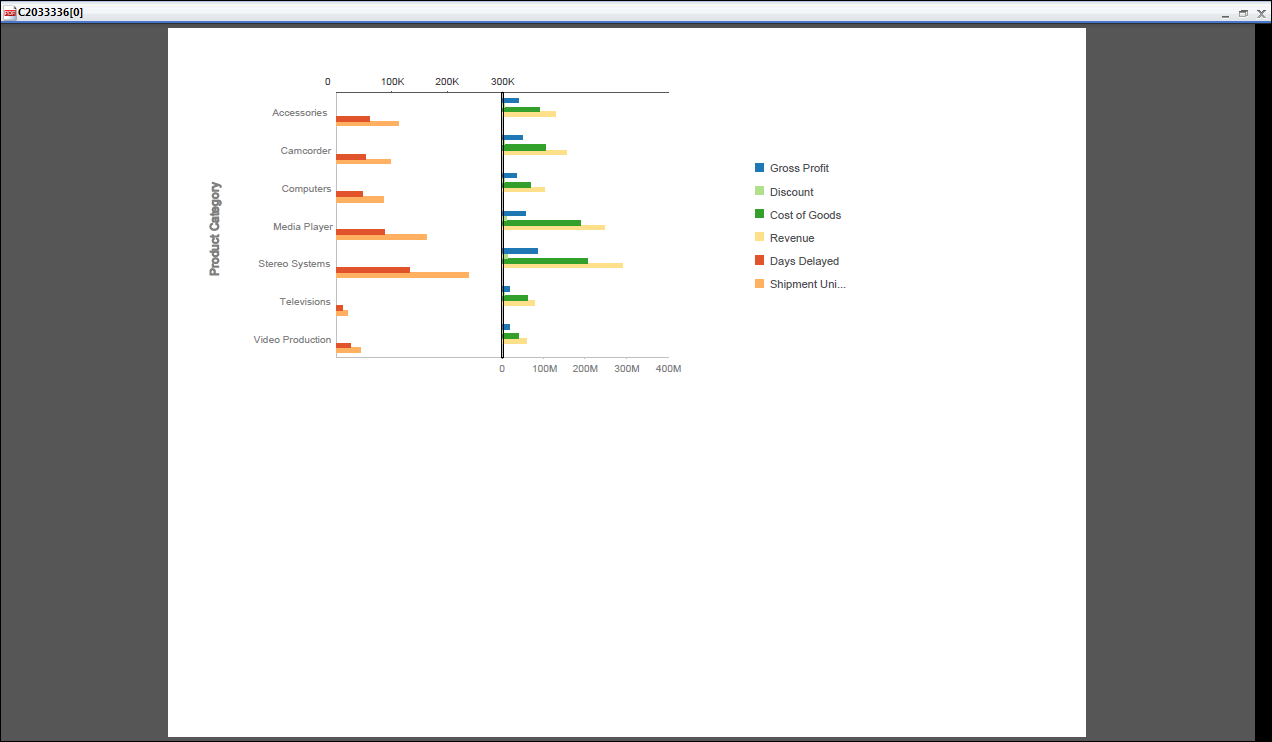 C2033336[0]
0 100K 200K 300K
Accessories
Camcorder
Computers
Media Player
Stereo Systems
Televisions
Video Production
Product Category
0 100M 200M 300M 400M
Gross Profit
Discount
Cost of Goods
Revenue
Days Delayed
Shipment Uni...